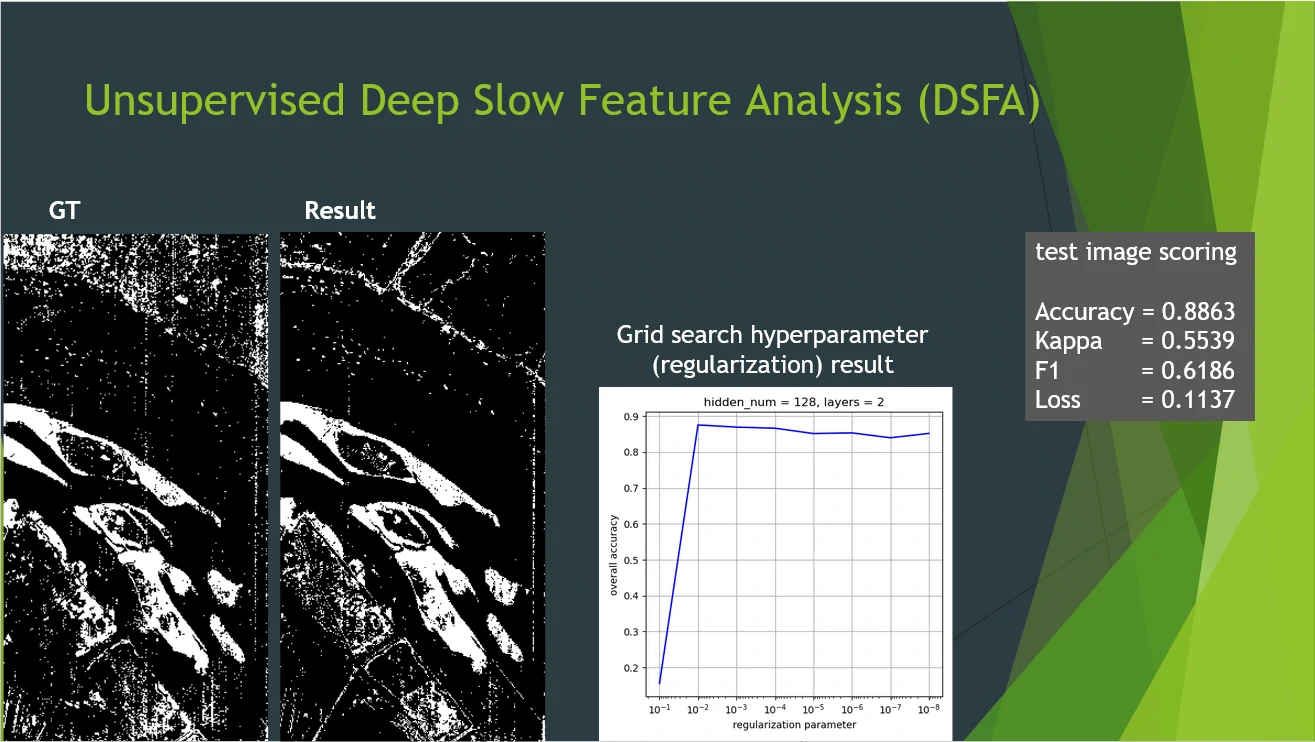 Unsupervised Deep Slow Feature Analysis (DSFA)
GT
Result
Grid search hyperparameter
(regularization) result
hidden_num = 128, layers = 2
overall accuracy
0.9
0.8
0.7
0.6
0.5
0.4
0.3
0.2
10⁻¹ 10⁻² 10⁻³ 10⁻⁴ 10⁻⁵ 10⁻⁶ 10⁻⁷ 10⁻⁸
regularization parameter
test image scoring
Accuracy = 0.8863
Kappa = 0.5539
F1 = 0.6186
Loss = 0.1137